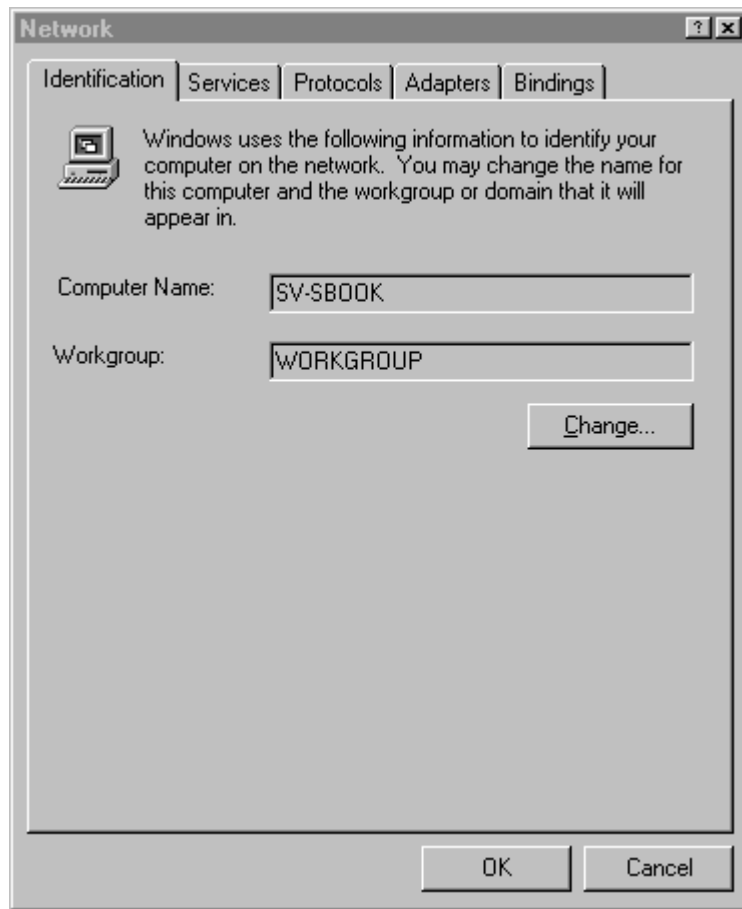 Network
Identification Services Protocols Adapters Bindings
Windows uses the following information to identify your
computer on the network.  You may change the name for
this computer and the workgroup or domain that it will
appear in.
Computer Name: SV-SBOOK
Workgroup: WORKGROUP
Change...
OK Cancel